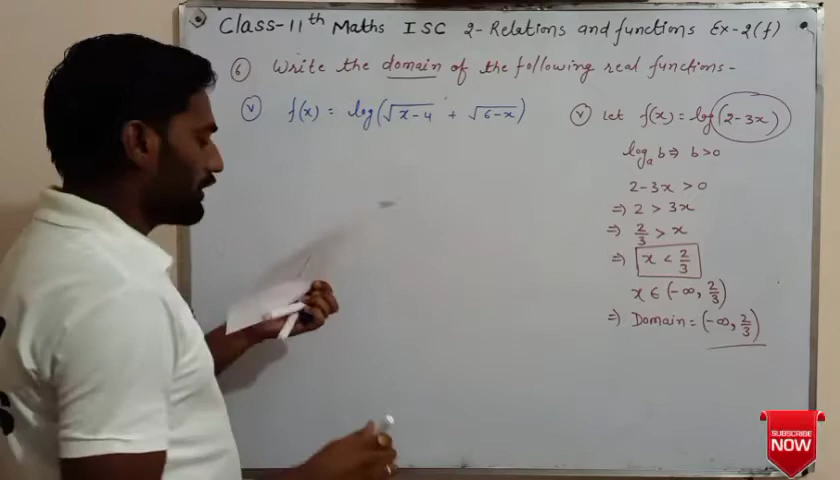 Class-11th Maths ISC 2-Relations and functions Ex-2(f)
6 Write the domain of the following real functions-
v f(x) = log(√x-4 + √6-x)
v Let f(x) = log(2-3x)
logₐb ⇒ b>0
2-3x >0
⇒ 2 > 3x
⇒ 2/3 > x
⇒ x < 2/3
x ∈ (-∞, 2/3)
⇒ Domain = (-∞, 2/3)
SUBSCRIBE
NOW